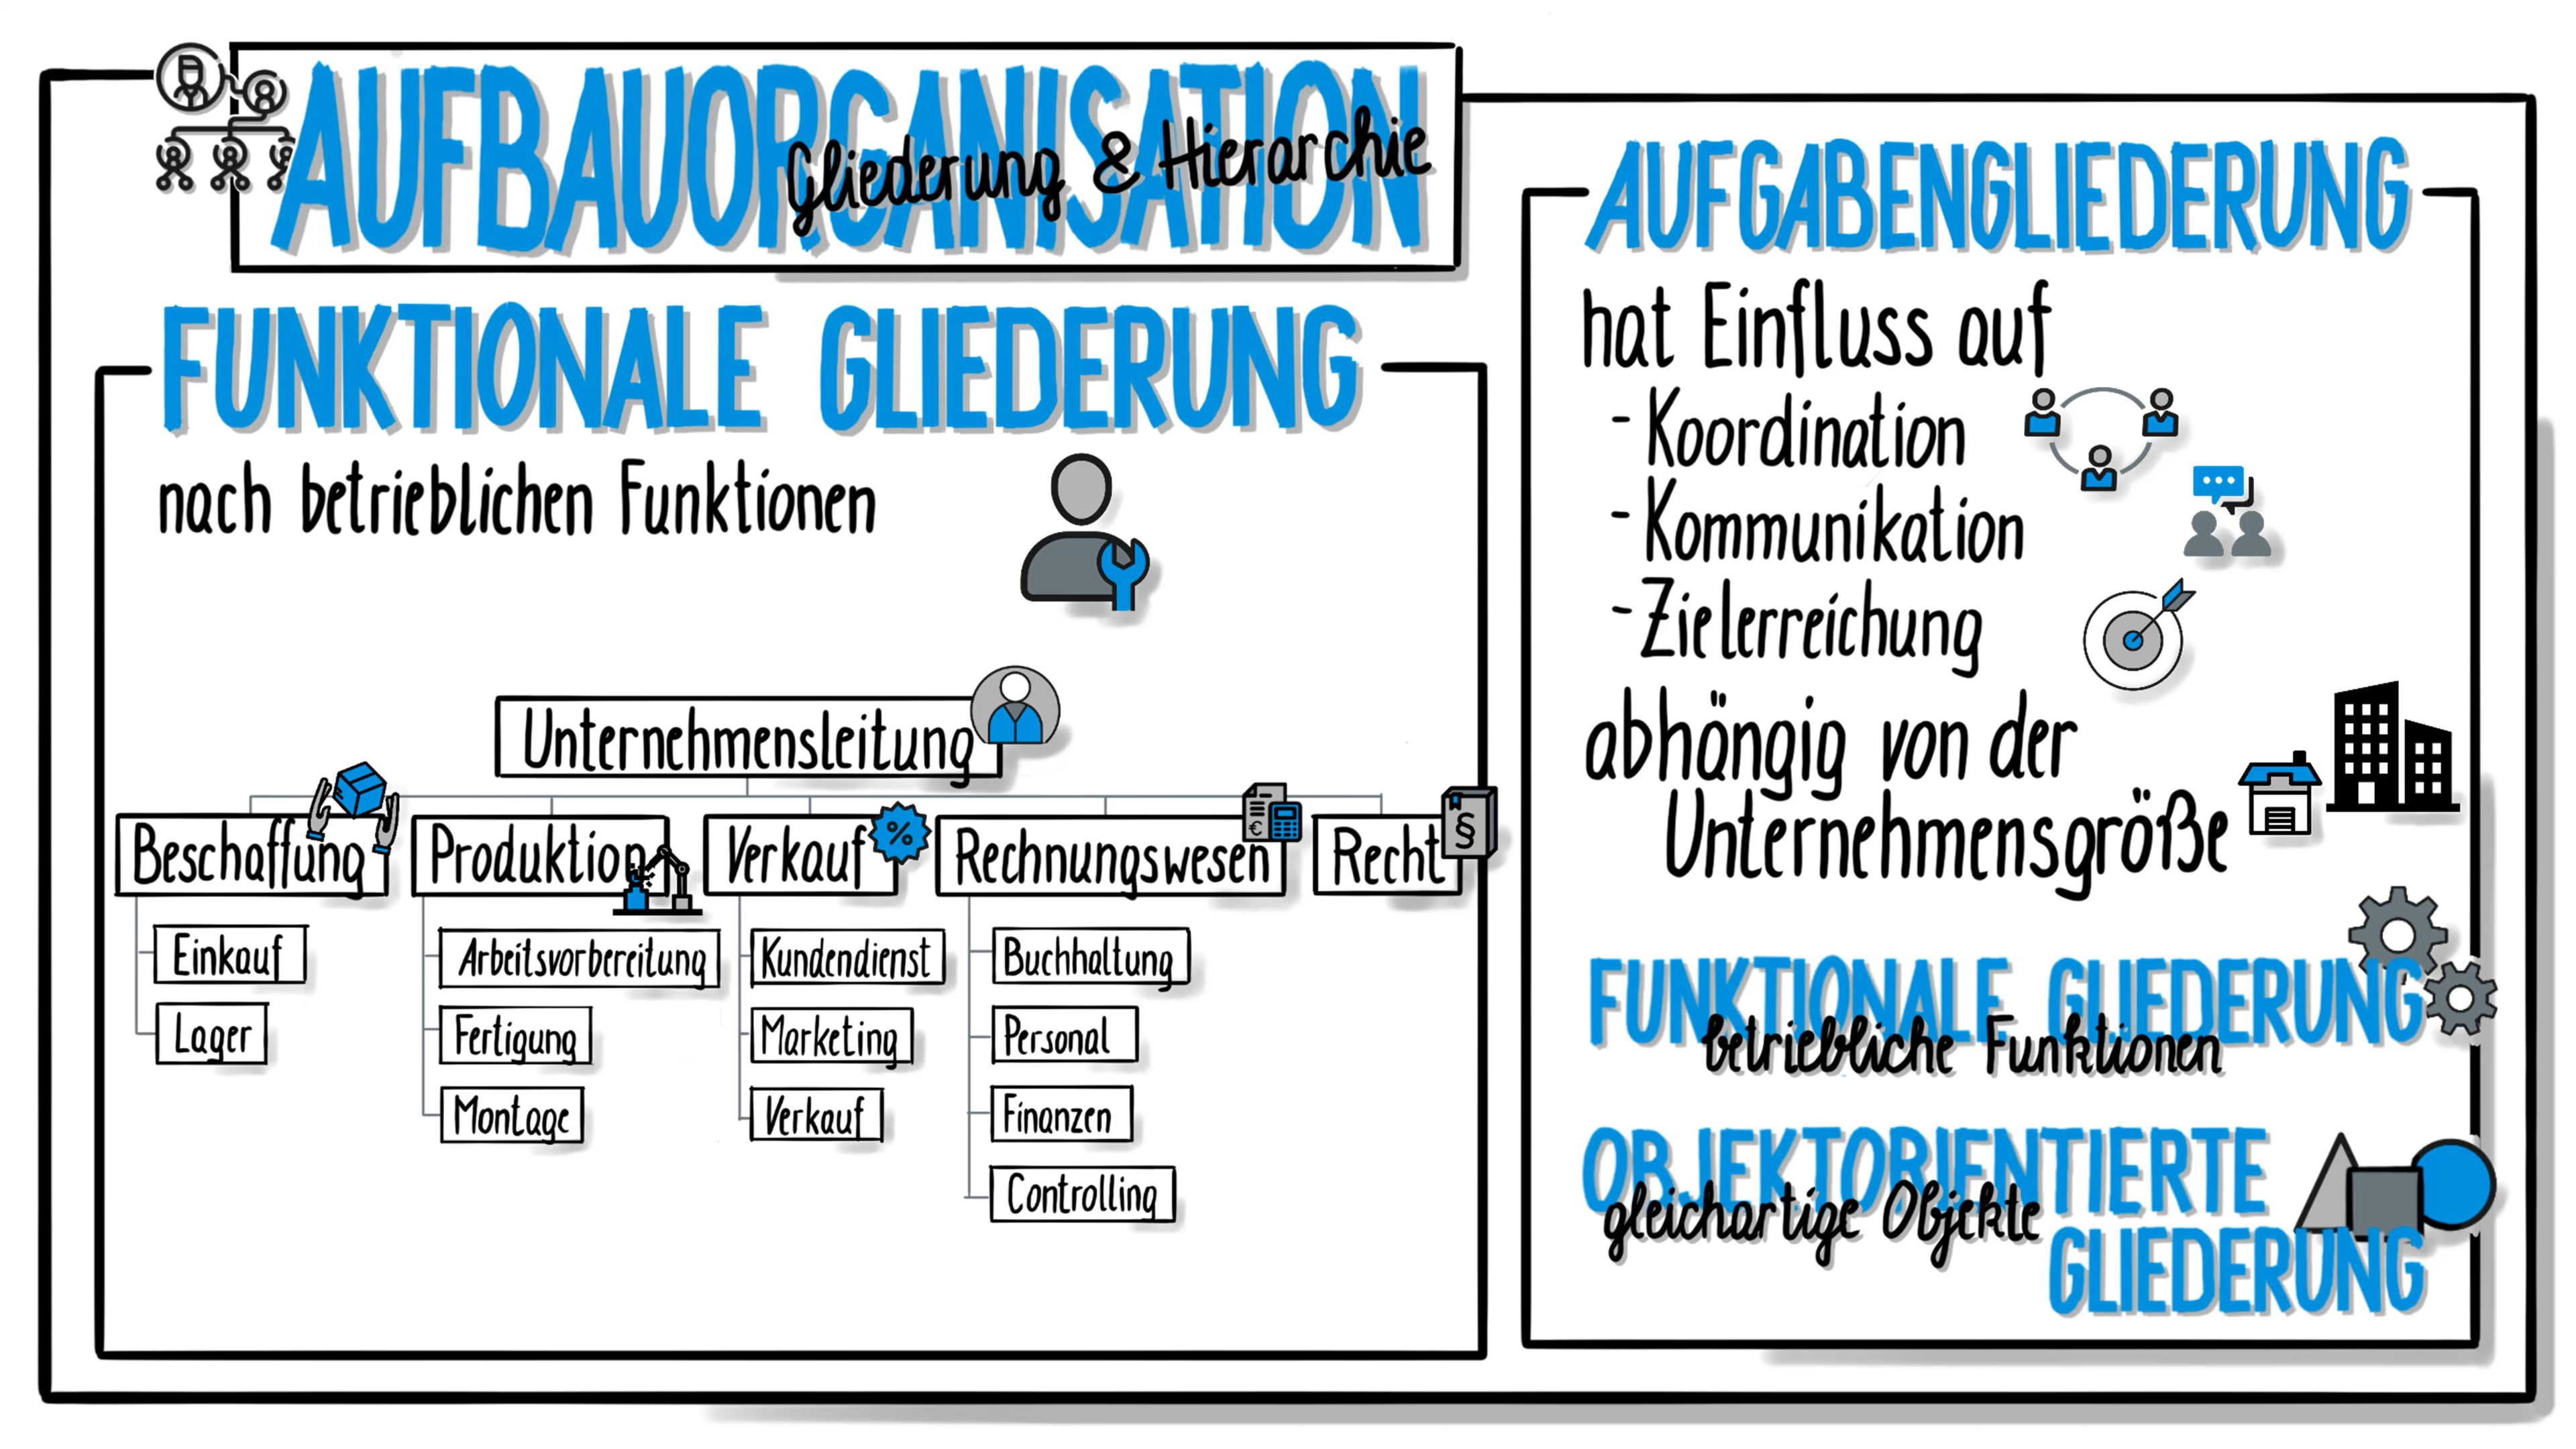 AUFBAUORGANISATION
Gliederung & Hierarchie
FUNKTIONALE GLIEDERUNG
nach betrieblichen Funktionen
Unternehmensleitung
Beschaffung
Einkauf
Lager
Produktion
Arbeitsvorbereitung
Fertigung
Montage
Verkauf
%
Kundendienst
Marketing
Verkauf
Rechnungswesen
€
Buchhaltung
Personal
Finanzen
Controlling
Recht
§
AUFGABENGLIEDERUNG
hat Einfluss auf
- Koordination
- Kommunikation
- Zielerreichung
abhängig von der
Unternehmensgröße
FUNKTIONALE GLIEDERUNG
betriebliche Funktionen
OBJEKTORIENTIERTE
gleichartige Objekte
GLIEDERUNG